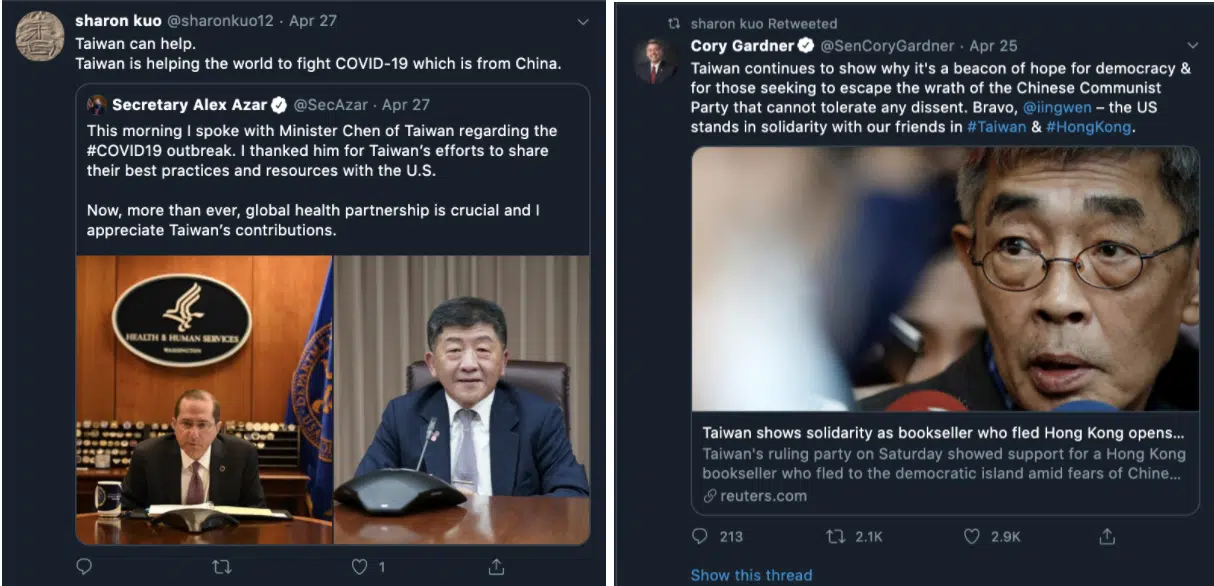 sharon kuo @sharonkuo12 · Apr 27
Taiwan can help.
Taiwan is helping the world to fight COVID-19 which is from China.
Secretary Alex Azar @SecAzar · Apr 27
This morning I spoke with Minister Chen of Taiwan regarding the
#COVID19 outbreak. I thanked him for Taiwan's efforts to share
their best practices and resources with the U.S.
Now, more than ever, global health partnership is crucial and I
appreciate Taiwan's contributions.
HEALTH & HUMAN SERVICES
WASHINGTON
1
sharon kuo Retweeted
Cory Gardner @SenCoryGardner · Apr 25
Taiwan continues to show why it's a beacon of hope for democracy &
for those seeking to escape the wrath of the Chinese Communist
Party that cannot tolerate any dissent. Bravo, @iingwen – the US
stands in solidarity with our friends in #Taiwan & #HongKong.
Taiwan shows solidarity as bookseller who fled Hong Kong opens...
Taiwan's ruling party on Saturday showed support for a Hong Kong
bookseller who fled to the democratic island amid fears of Chine...
reuters.com
213 2.1K 2.9K
Show this thread